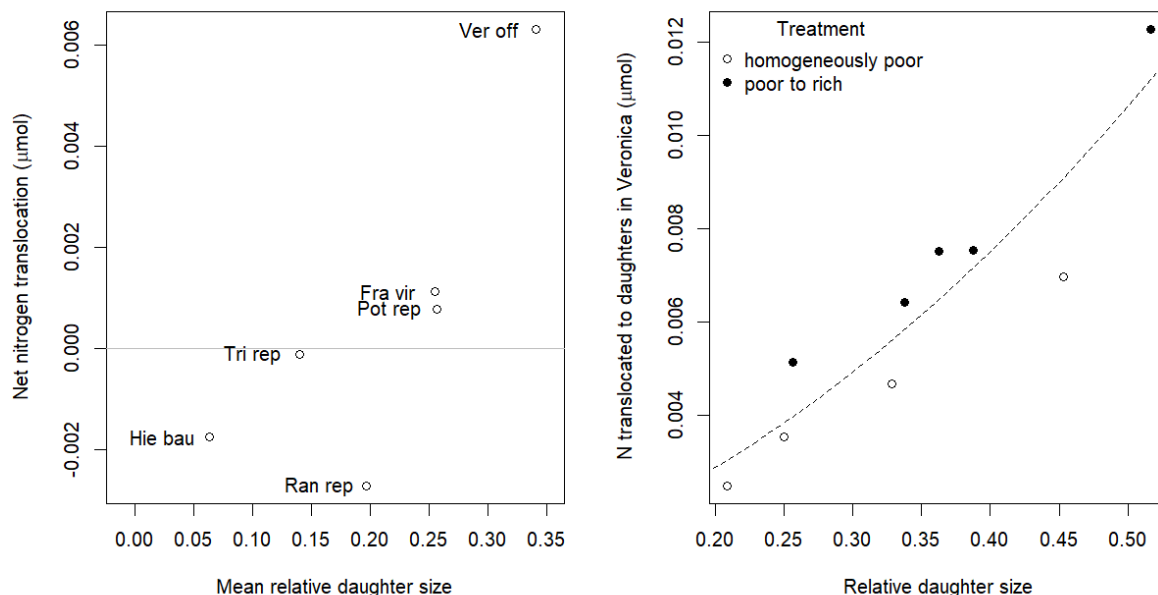 Net nitrogen translocation (μmol)
0.006
0.004
0.002
0.000
-0.002
Ver off
Fra vir
Pot rep
Tri rep
Hie bau
Ran rep
0.00 0.05 0.10 0.15 0.20 0.25 0.30 0.35
Mean relative daughter size
N translocated to daughters in Veronica (μmol)
0.012
0.010
0.008
0.006
0.004
Treatment
homogeneously poor
poor to rich
0.20 0.25 0.30 0.35 0.40 0.45 0.50
Relative daughter size